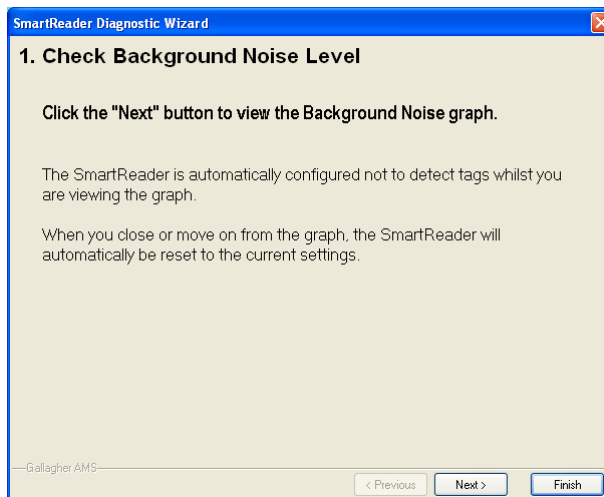 SmartReader Diagnostic Wizard
1. Check Background Noise Level
Click the "Next" button to view the Background Noise graph.
The SmartReader is automatically configured not to detect tags whilst you
are viewing the graph.
When you close or move on from the graph, the SmartReader will
automatically be reset to the current settings.
Gallagher AMS
< Previous
Next >
Finish